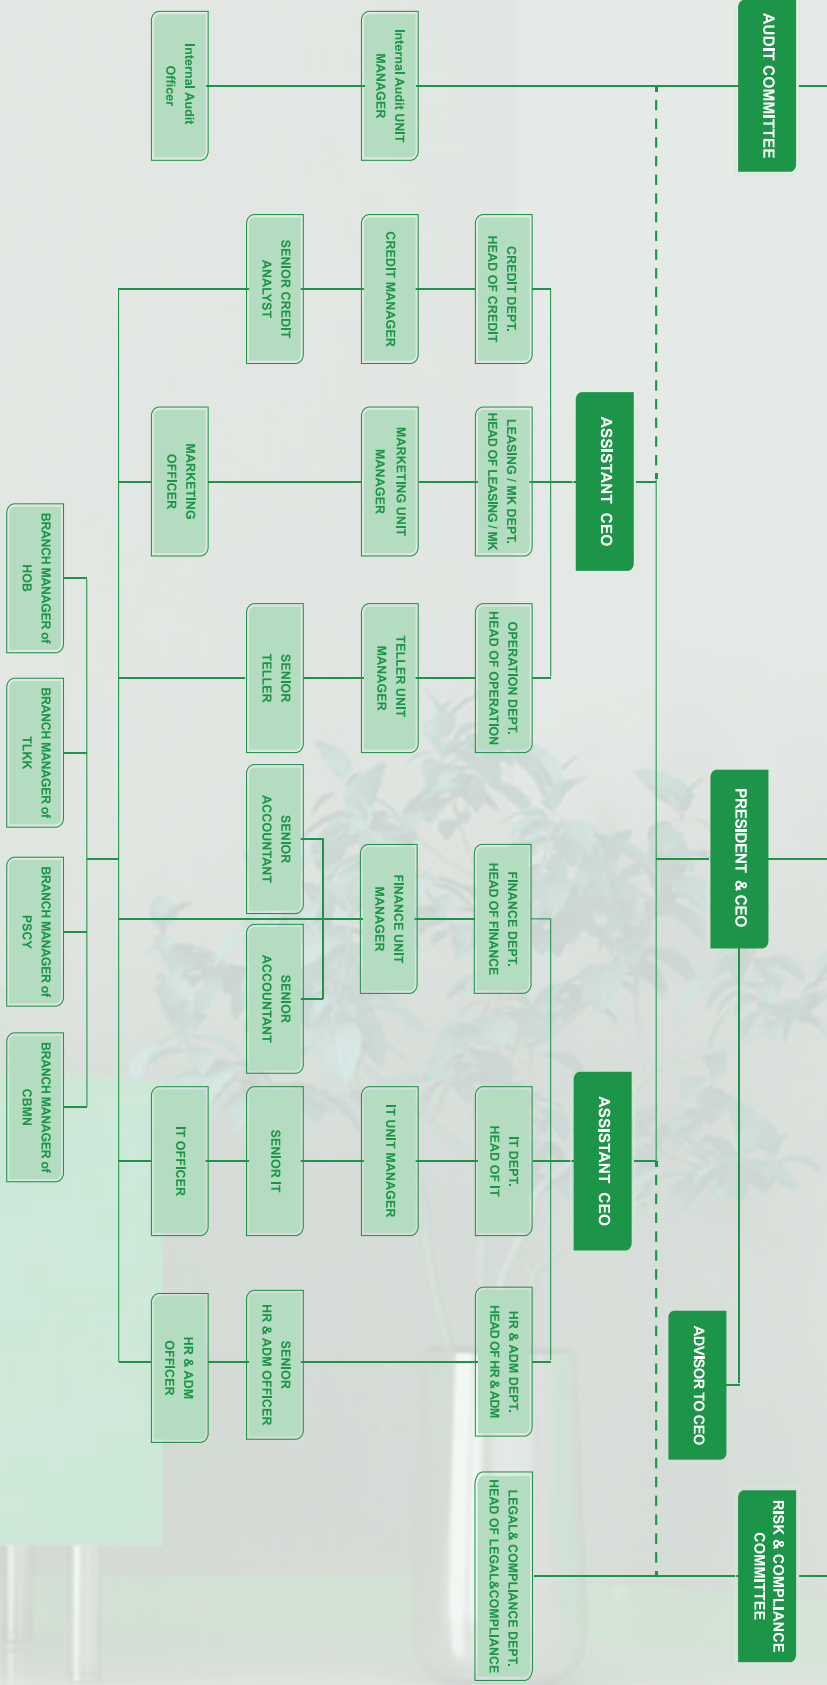 AUDIT COMMITTEE
RISK & COMPLIANCE
COMMITTEE
PRESIDENT & CEO
ADVISOR TO CEO
ASSISTANT CEO
ASSISTANT CEO
CREDIT DEPT.
HEAD OF CREDIT
LEASING / MK DEPT.
HEAD OF LEASING / MK
OPERATION DEPT.
HEAD OF OPERATION
FINANCE DEPT.
HEAD OF FINANCE
IT DEPT.
HEAD OF IT
HR & ADM DEPT.
HEAD OF HR & ADM
LEGAL& COMPLIANCE DEPT.
HEAD OF LEGAL&COMPLIANCE
Internal Audit UNIT
MANAGER
CREDIT MANAGER
MARKETING UNIT
MANAGER
TELLER UNIT
MANAGER
FINANCE UNIT
MANAGER
IT UNIT MANAGER
SENIOR CREDIT
ANALYST
SENIOR
TELLER
SENIOR
ACCOUNTANT
SENIOR
ACCOUNTANT
SENIOR IT
SENIOR
HR & ADM OFFICER
Internal Audit
Officer
MARKETING
OFFICER
IT OFFICER
HR & ADM
OFFICER
BRANCH MANAGER of
HOB
BRANCH MANAGER of
TLKK
BRANCH MANAGER of
PSCY
BRANCH MANAGER of
CBMN